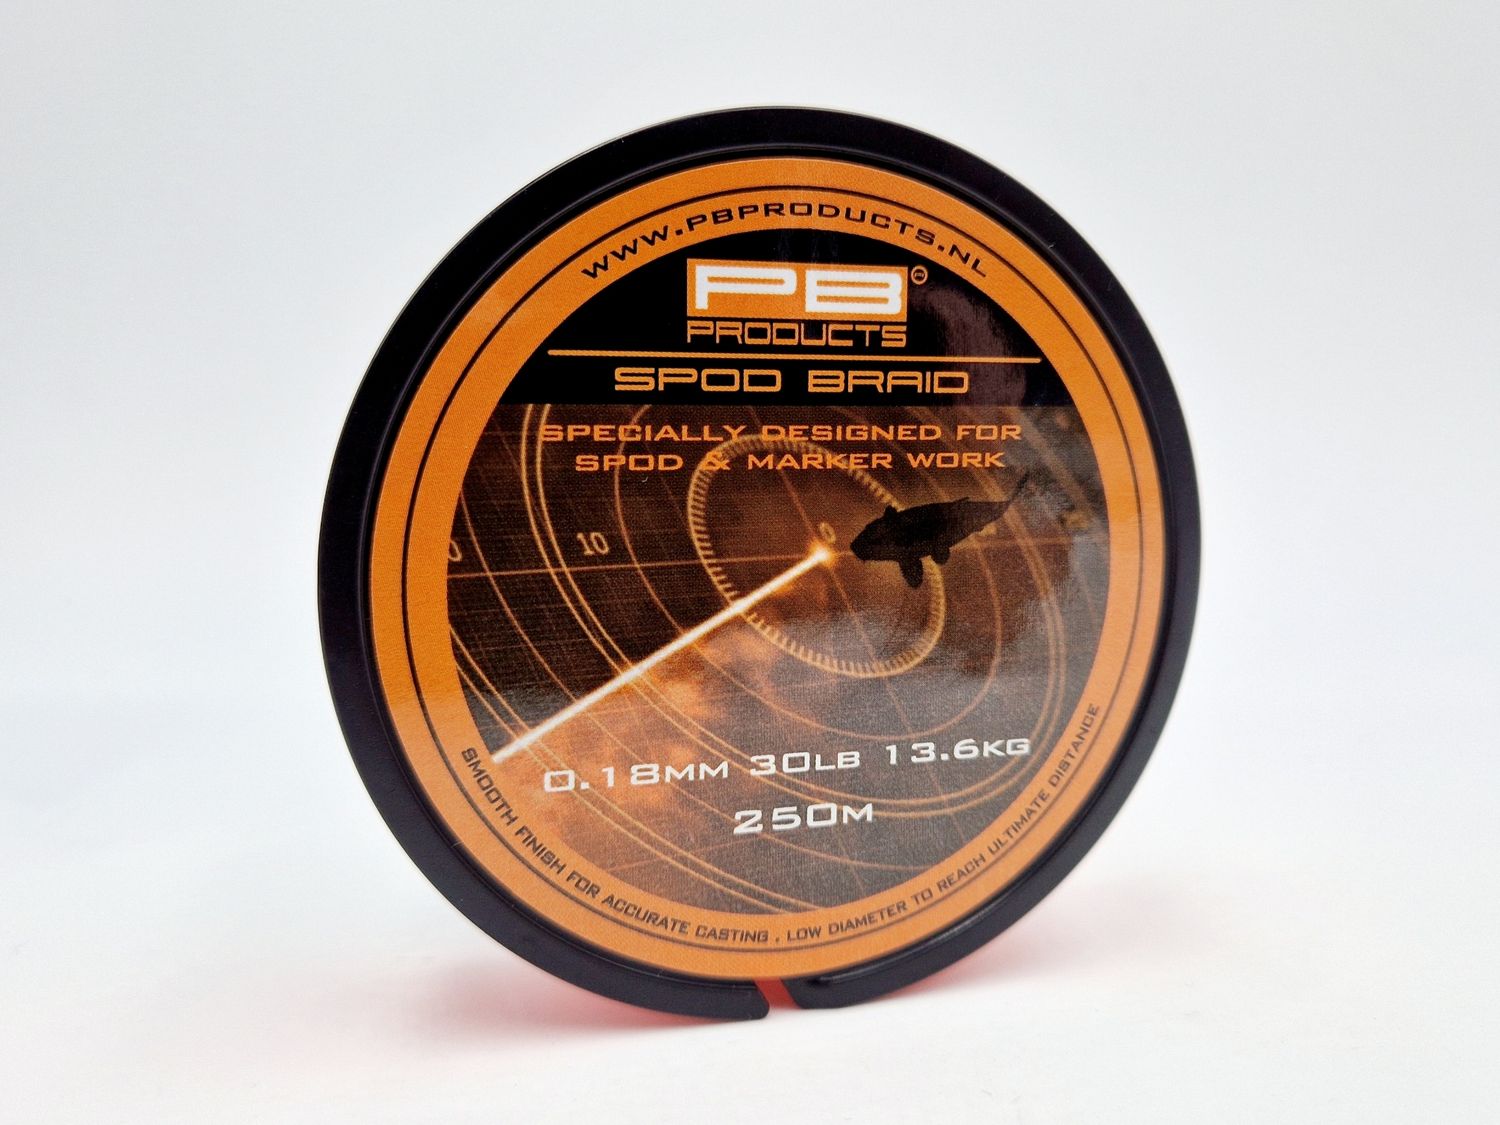 WWW.PBPRODUCTS.NL
PB
PRODUCTS
SPOD BRAID
SPECIALLY DESIGNED FOR
SPOD & MARKER WORK
10
0
0.18MM 30LB 13.6KG
250M
SMOOTH FINISH FOR ACCURATE CASTING . LOW DIAMETER TO REACH ULTIMATE DISTANCE